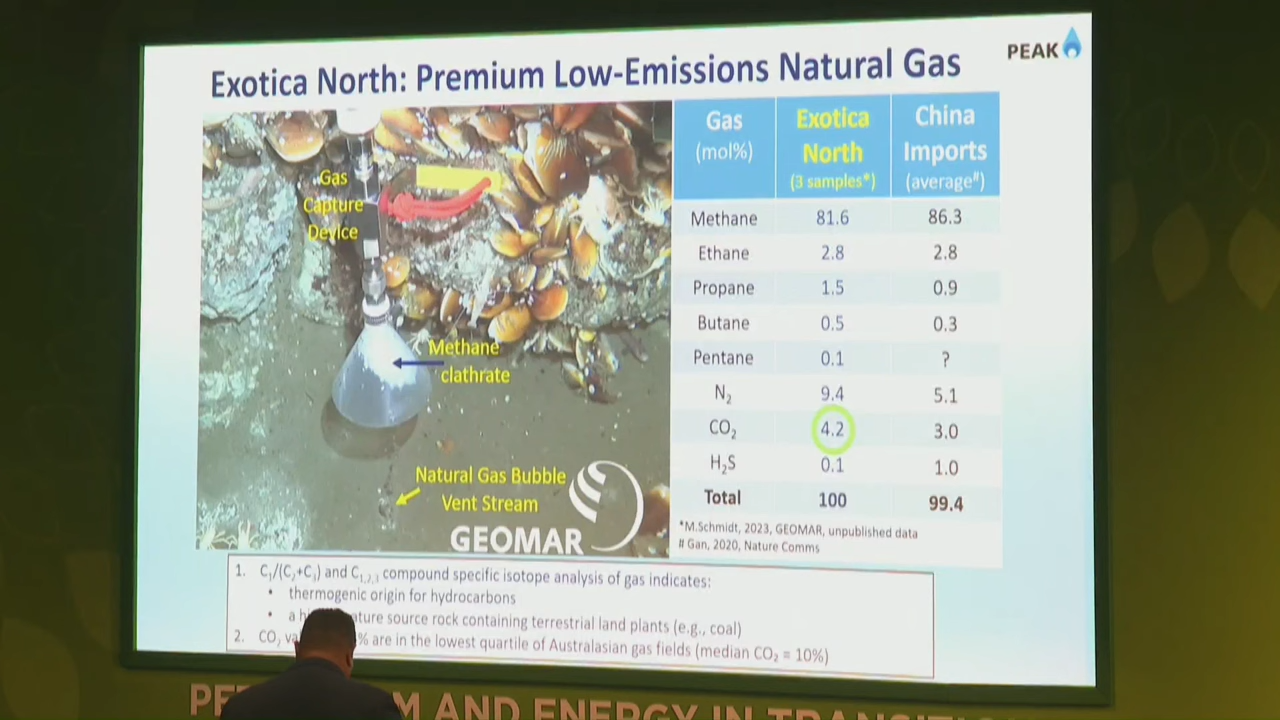 Exotica North: Premium Low-Emissions Natural Gas
PEAK
Gas
Capture
Device
Methane
clathrate
Natural Gas Bubble
Vent Stream
GEOMAR
Gas (mol%) Exotica North (3 samples*) China Imports (average#)
Methane 81.6 86.3
Ethane 2.8 2.8
Propane 1.5 0.9
Butane 0.5 0.3
Pentane 0.1 ?
N₂ 9.4 5.1
CO₂ 4.2 3.0
H₂S 0.1 1.0
Total 100 99.4
*M.Schmidt, 2023, GEOMAR, unpublished data
# Gan, 2020, Nature Comms
1. C₁/(C₂+C₃) and C₁,₂,₃ compound specific isotope analysis of gas indicates:
• thermogenic origin for hydrocarbons
• a source rock containing terrestrial land plants (e.g., coal)
2. CO₂ % are in the lowest quartile of Australasian gas fields (median CO₂ = 10%)
AND ENERGY IN